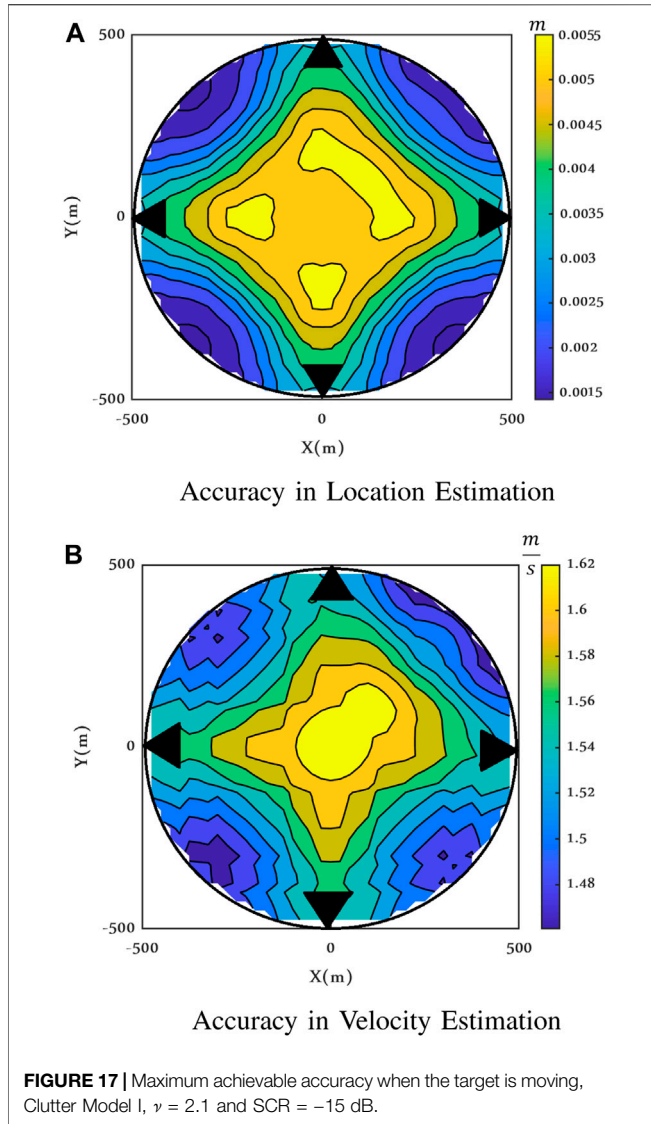 A
m
500
0
-500
Y(m)
-500
0
500
X(m)
0.0055
0.005
0.0045
0.004
0.0035
0.003
0.0025
0.002
0.0015
Accuracy in Location Estimation
B
m
s
500
0
-500
Y(m)
-500
0
500
X(m)
1.62
1.6
1.58
1.56
1.54
1.52
1.5
1.48
Accuracy in Velocity Estimation
FIGURE 17 | Maximum achievable accuracy when the target is moving,
Clutter Model I, ν = 2.1 and SCR = −15 dB.